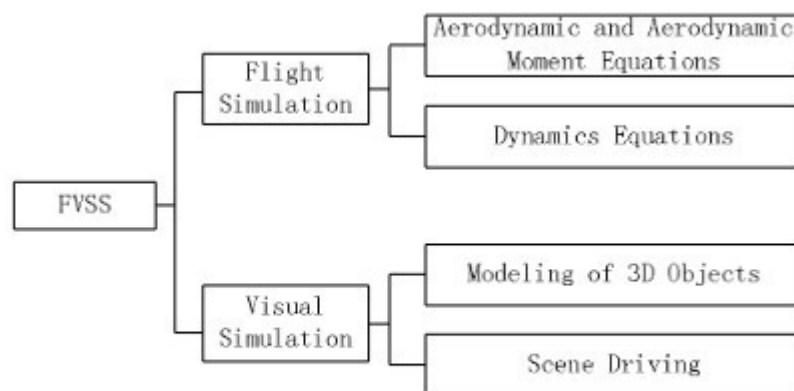 Aerodynamic and Aerodynamic
Moment Equations
Flight
Simulation
Dynamics Equations
FVSS
Modeling of 3D Objects
Visual
Simulation
Scene Driving